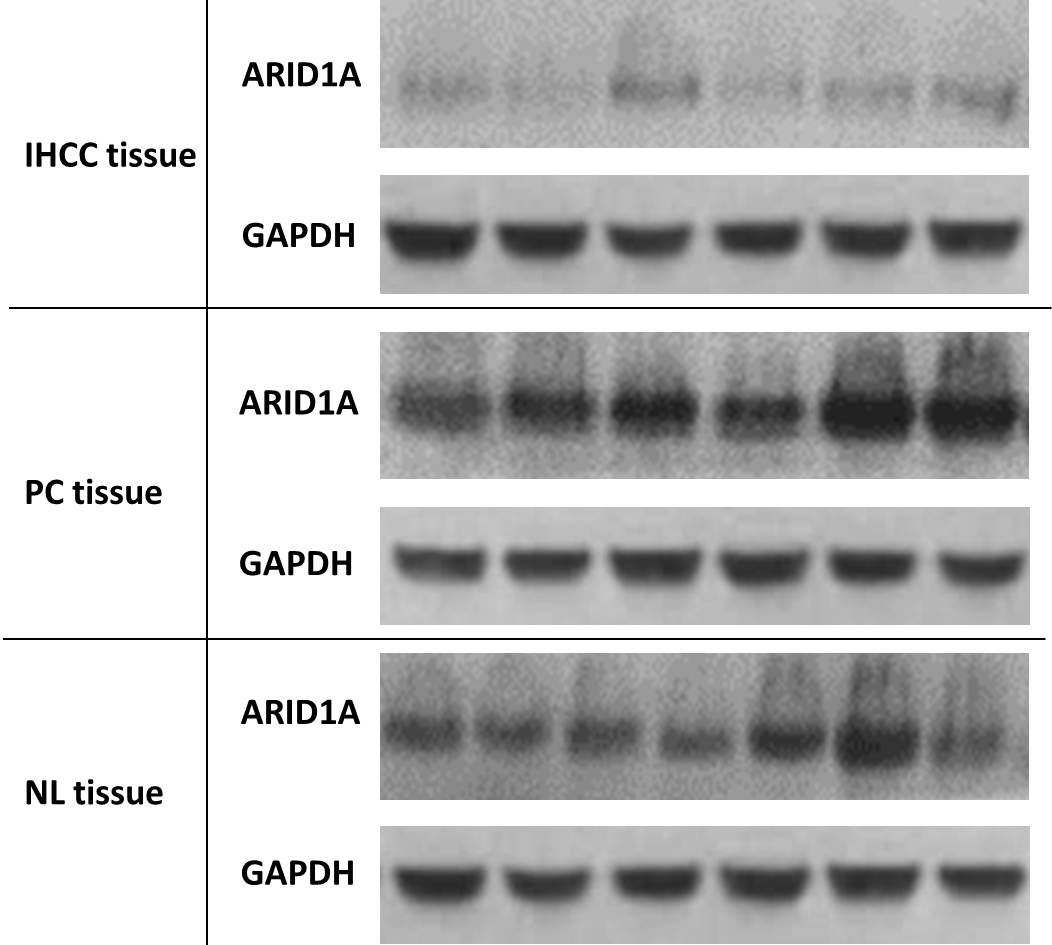 ARID1A
IHCC tissue
GAPDH
ARID1A
PC tissue
GAPDH
ARID1A
NL tissue
GAPDH